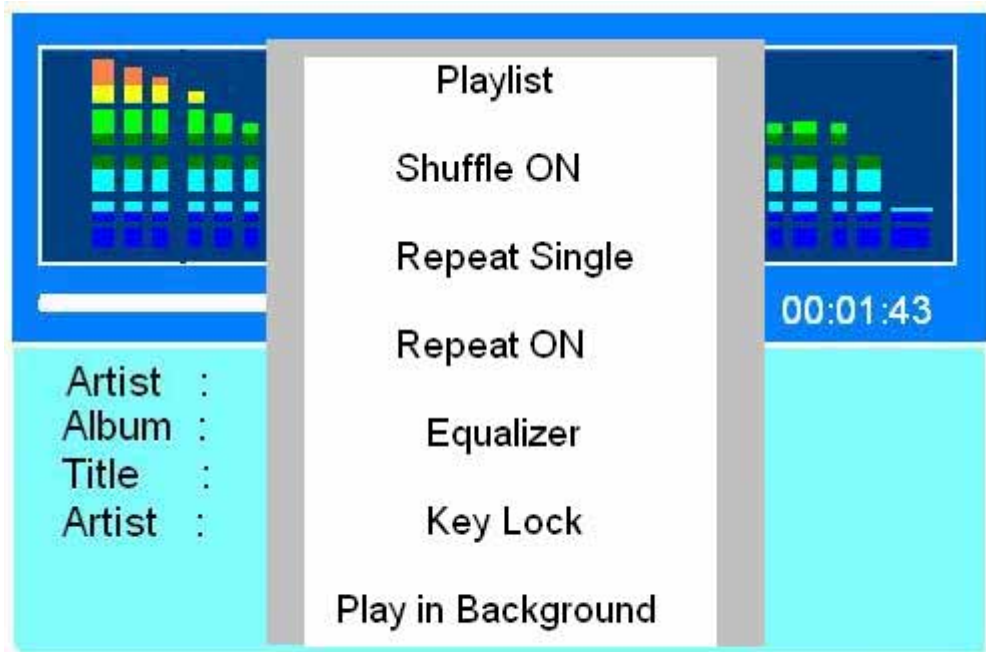 Playlist
Shuffle ON
Repeat Single
Repeat ON
Equalizer
Key Lock
Play in Background
00:01:43
Artist :
Album :
Title :
Artist :